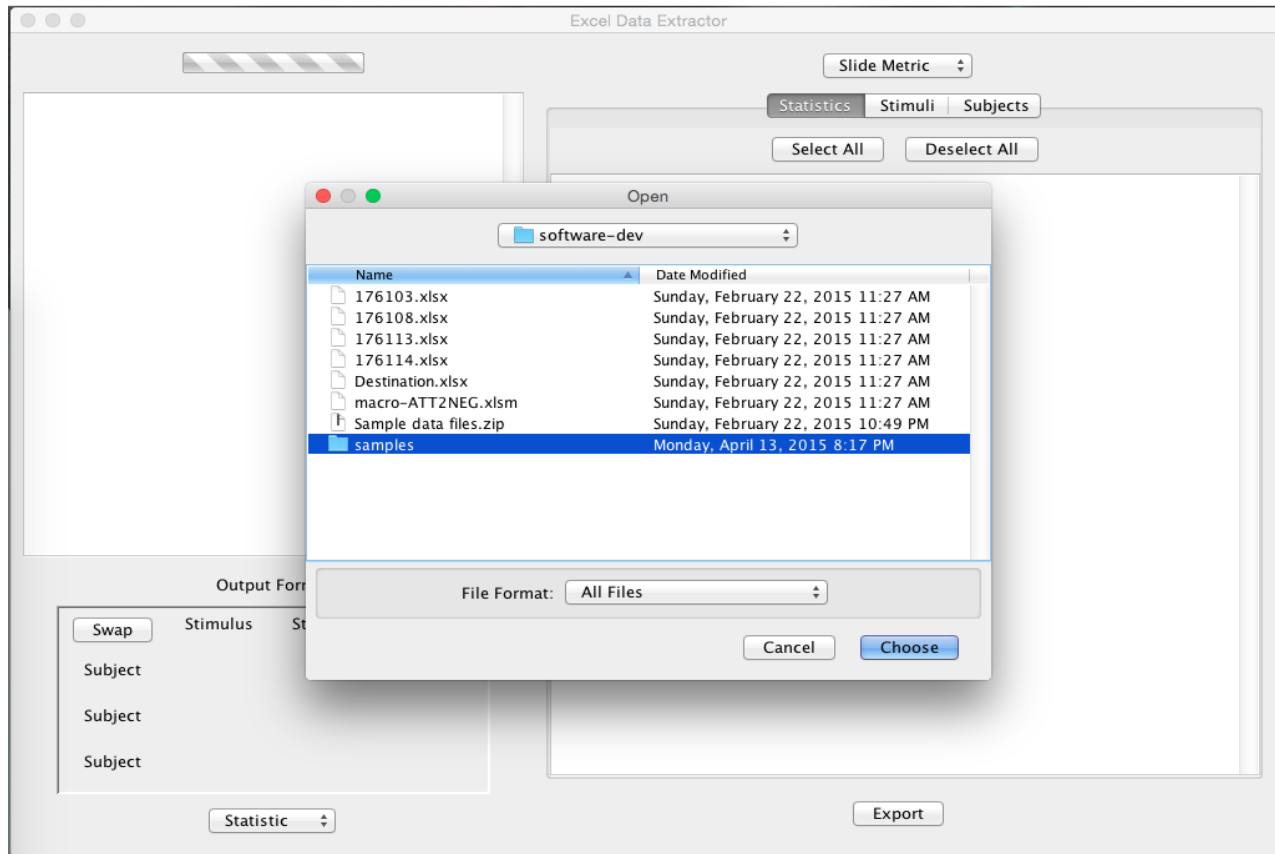 Excel Data Extractor
Slide Metric
Statistics Stimuli Subjects
Select All Deselect All
Open
software-dev
Name Date Modified
176103.xlsx Sunday, February 22, 2015 11:27 AM
176108.xlsx Sunday, February 22, 2015 11:27 AM
176113.xlsx Sunday, February 22, 2015 11:27 AM
176114.xlsx Sunday, February 22, 2015 11:27 AM
Destination.xlsx Sunday, February 22, 2015 11:27 AM
macro-ATT2NEG.xlsm Sunday, February 22, 2015 11:27 AM
Sample data files.zip Sunday, February 22, 2015 10:49 PM
samples Monday, April 13, 2015 8:17 PM
File Format: All Files
Cancel Choose
Output Forr
Swap Stimulus St
Subject
Subject
Subject
Statistic
Export